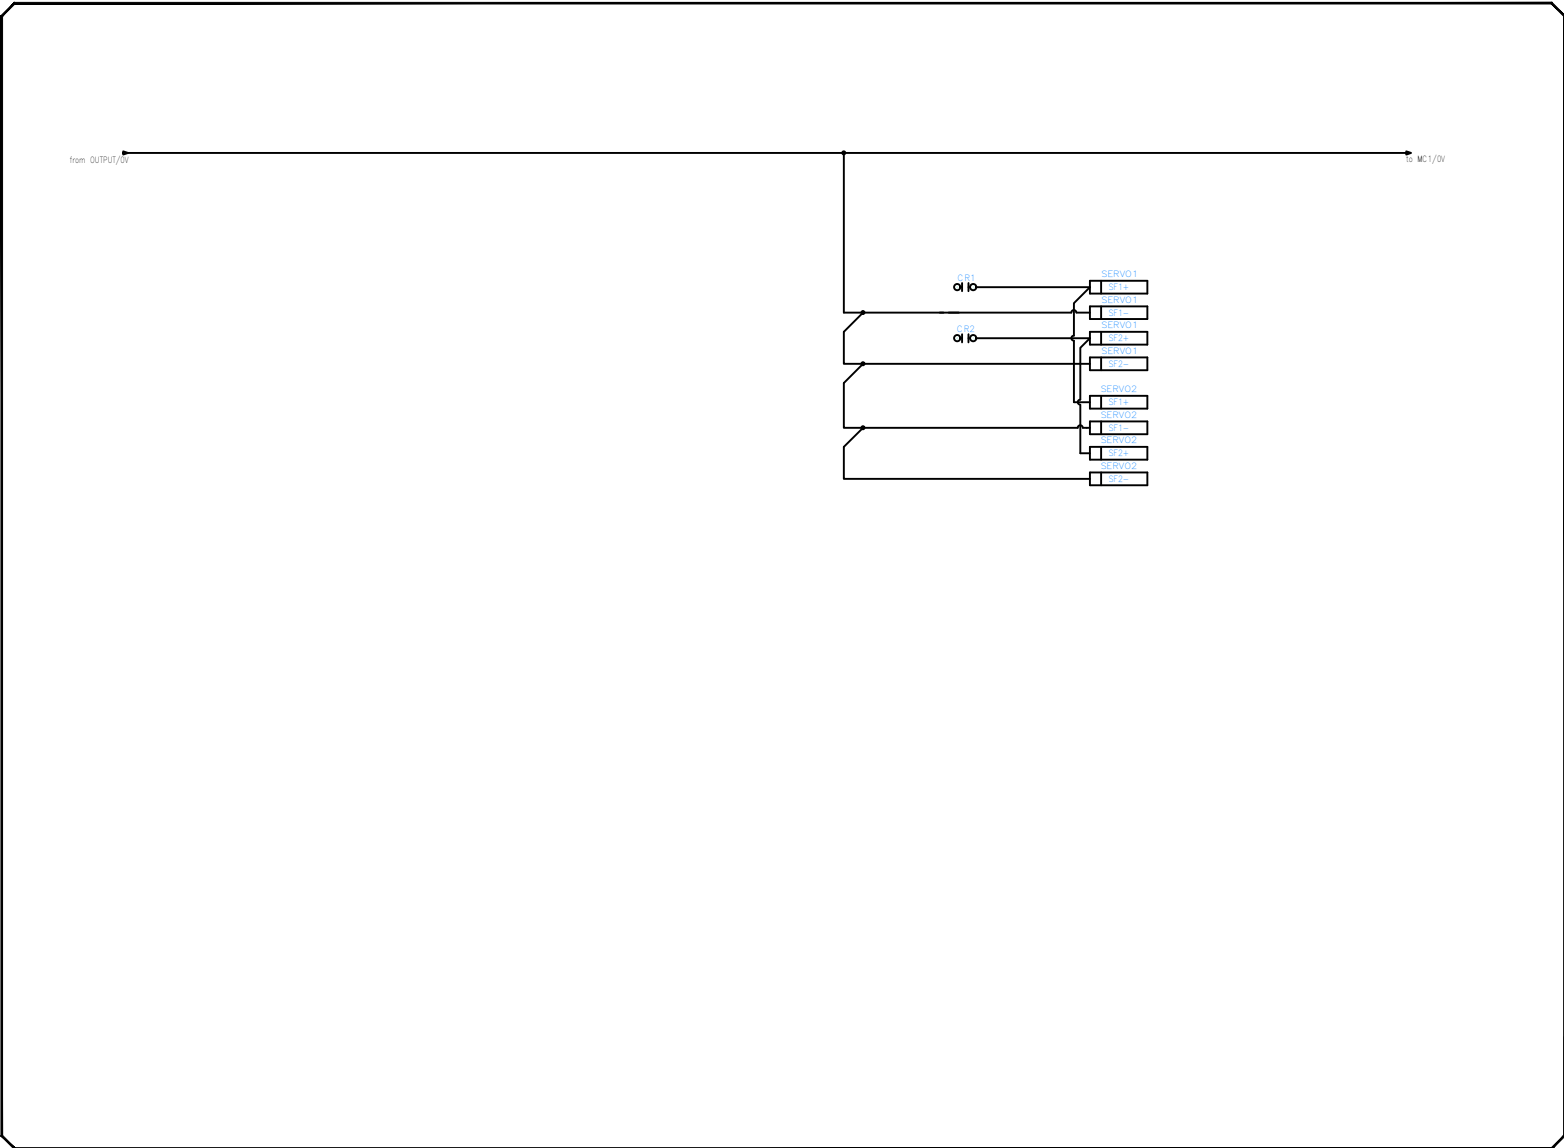 from OUTPUT/0V
to MC1/0V
CR1
SERVO1
SF1+
SERVO1
SF1-
CR2
SERVO1
SF2+
SERVO1
SF2-
SERVO2
SF1+
SERVO2
SF1-
SERVO2
SF2+
SERVO2
SF2-